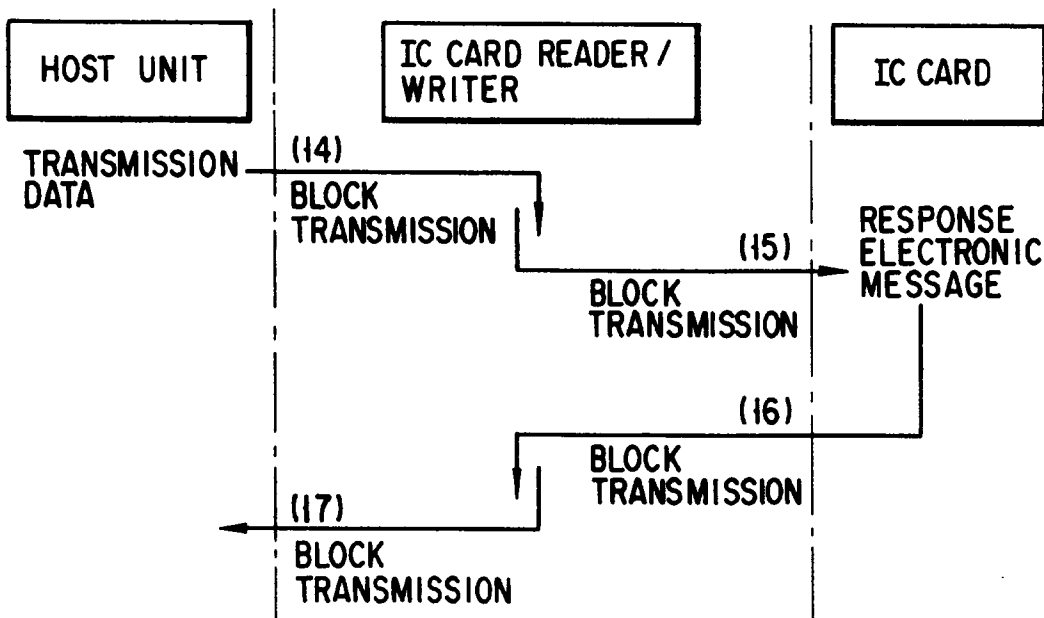 HOST UNIT
IC CARD READER /
WRITER
IC CARD
TRANSMISSION
DATA
(14)
BLOCK
TRANSMISSION
(15)
BLOCK
TRANSMISSION
RESPONSE
ELECTRONIC
MESSAGE
(16)
BLOCK
TRANSMISSION
(17)
BLOCK
TRANSMISSION